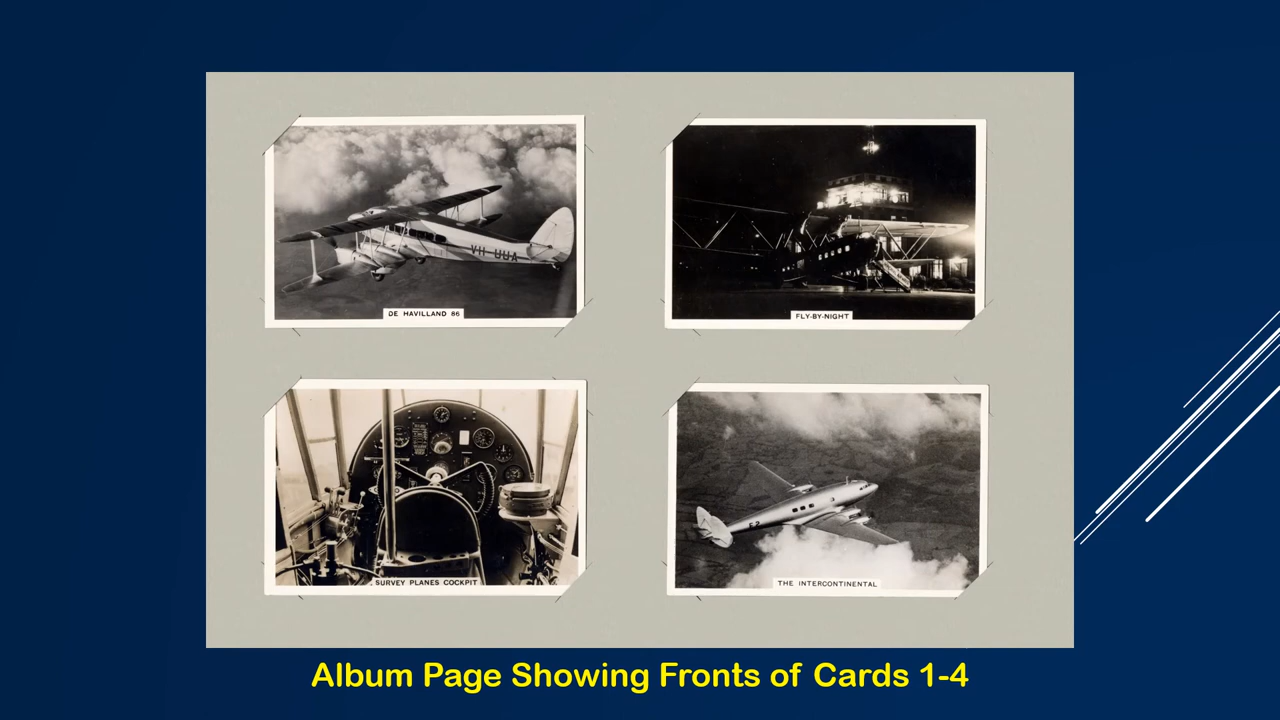 VH UUA
DE HAVILLAND 86
FLY-BY-NIGHT
SURVEY PLANES COCKPIT
E-2
THE INTERCONTINENTAL
Album Page Showing Fronts of Cards 1-4